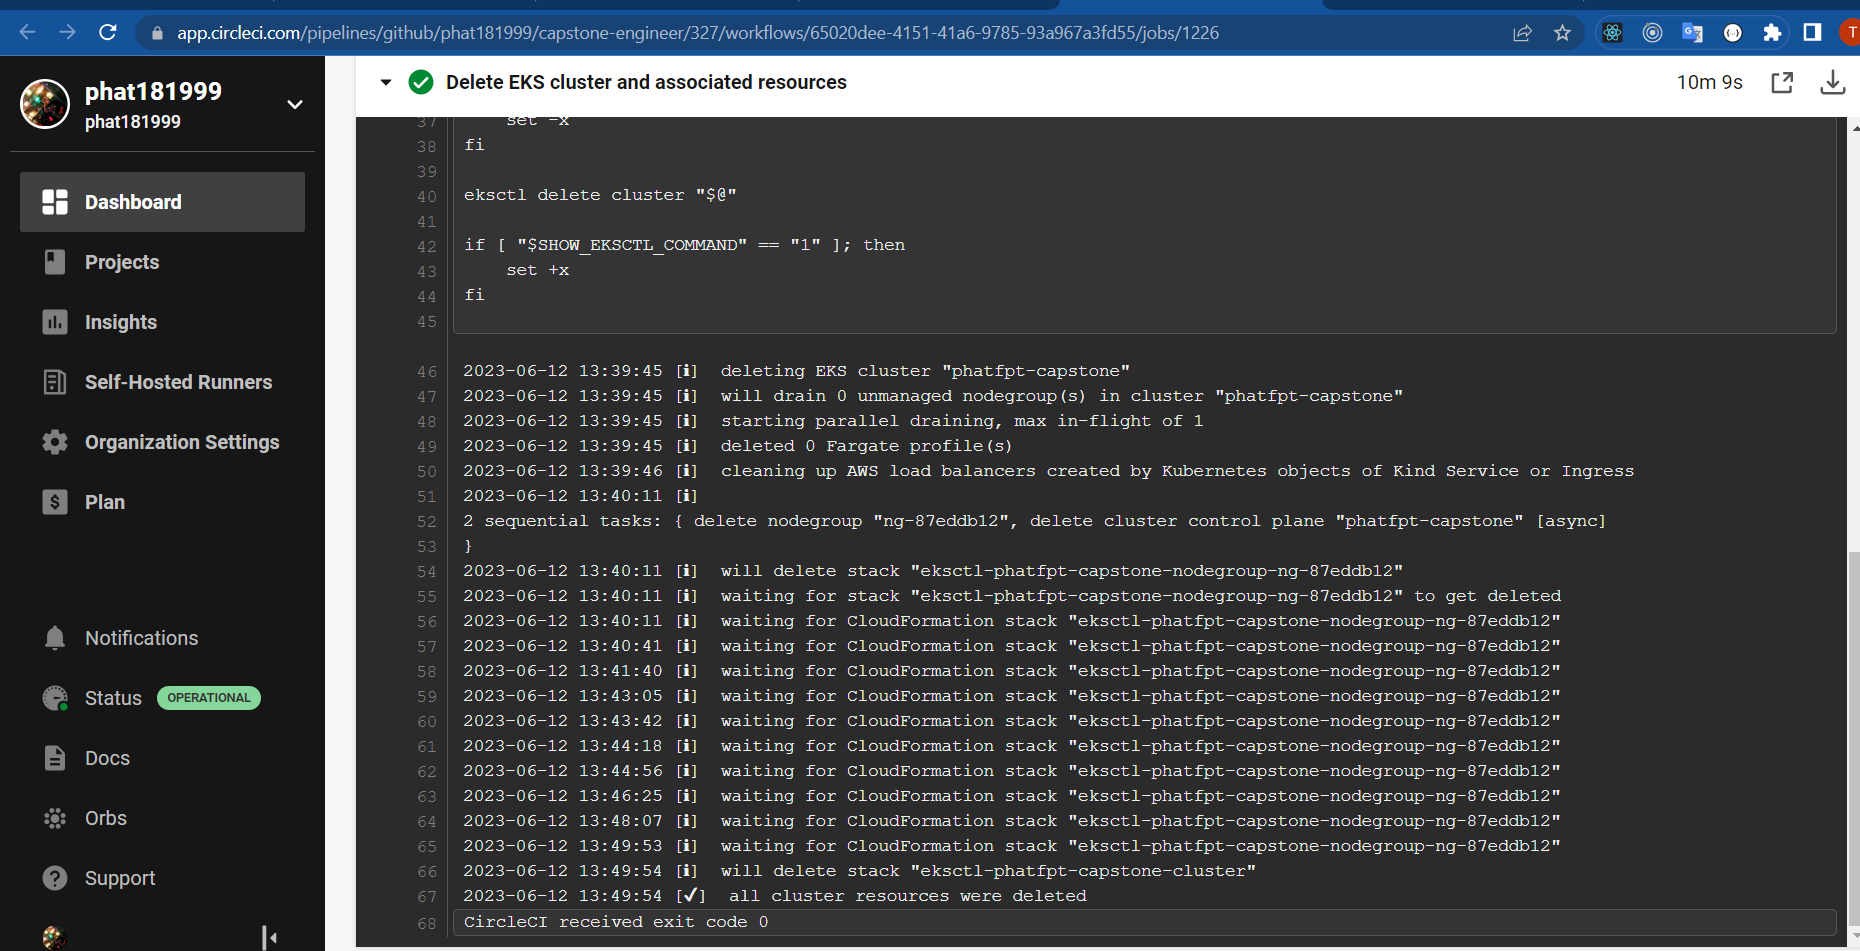 app.circleci.com/pipelines/github/phat181999/capstone-engineer/327/workflows/65020dee-4151-41a6-9785-93a967a3fd55/jobs/1226
T
phat181999
phat181999
Dashboard
Projects
Insights
Self-Hosted Runners
Organization Settings
Plan
Notifications
Status OPERATIONAL
Docs
Orbs
Support
Delete EKS cluster and associated resources 10m 9s
37 set -x
38 fi
39
40 eksctl delete cluster "$@"
41
42 if [ "$SHOW_EKSCTL_COMMAND" == "1" ]; then
43 set +x
44 fi
45
46 2023-06-12 13:39:45 [ℹ] deleting EKS cluster "phatfpt-capstone"
47 2023-06-12 13:39:45 [ℹ] will drain 0 unmanaged nodegroup(s) in cluster "phatfpt-capstone"
48 2023-06-12 13:39:45 [ℹ] starting parallel draining, max in-flight of 1
49 2023-06-12 13:39:45 [ℹ] deleted 0 Fargate profile(s)
50 2023-06-12 13:39:46 [ℹ] cleaning up AWS load balancers created by Kubernetes objects of Kind Service or Ingress
51 2023-06-12 13:40:11 [ℹ]
52 2 sequential tasks: { delete nodegroup "ng-87eddb12", delete cluster control plane "phatfpt-capstone" [async]
53 }
54 2023-06-12 13:40:11 [ℹ] will delete stack "eksctl-phatfpt-capstone-nodegroup-ng-87eddb12"
55 2023-06-12 13:40:11 [ℹ] waiting for stack "eksctl-phatfpt-capstone-nodegroup-ng-87eddb12" to get deleted
56 2023-06-12 13:40:11 [ℹ] waiting for CloudFormation stack "eksctl-phatfpt-capstone-nodegroup-ng-87eddb12"
57 2023-06-12 13:40:41 [ℹ] waiting for CloudFormation stack "eksctl-phatfpt-capstone-nodegroup-ng-87eddb12"
58 2023-06-12 13:41:40 [ℹ] waiting for CloudFormation stack "eksctl-phatfpt-capstone-nodegroup-ng-87eddb12"
59 2023-06-12 13:43:05 [ℹ] waiting for CloudFormation stack "eksctl-phatfpt-capstone-nodegroup-ng-87eddb12"
60 2023-06-12 13:43:42 [ℹ] waiting for CloudFormation stack "eksctl-phatfpt-capstone-nodegroup-ng-87eddb12"
61 2023-06-12 13:44:18 [ℹ] waiting for CloudFormation stack "eksctl-phatfpt-capstone-nodegroup-ng-87eddb12"
62 2023-06-12 13:44:56 [ℹ] waiting for CloudFormation stack "eksctl-phatfpt-capstone-nodegroup-ng-87eddb12"
63 2023-06-12 13:46:25 [ℹ] waiting for CloudFormation stack "eksctl-phatfpt-capstone-nodegroup-ng-87eddb12"
64 2023-06-12 13:48:07 [ℹ] waiting for CloudFormation stack "eksctl-phatfpt-capstone-nodegroup-ng-87eddb12"
65 2023-06-12 13:49:53 [ℹ] waiting for CloudFormation stack "eksctl-phatfpt-capstone-nodegroup-ng-87eddb12"
66 2023-06-12 13:49:54 [ℹ] will delete stack "eksctl-phatfpt-capstone-cluster"
67 2023-06-12 13:49:54 [✔] all cluster resources were deleted
68 CircleCI received exit code 0